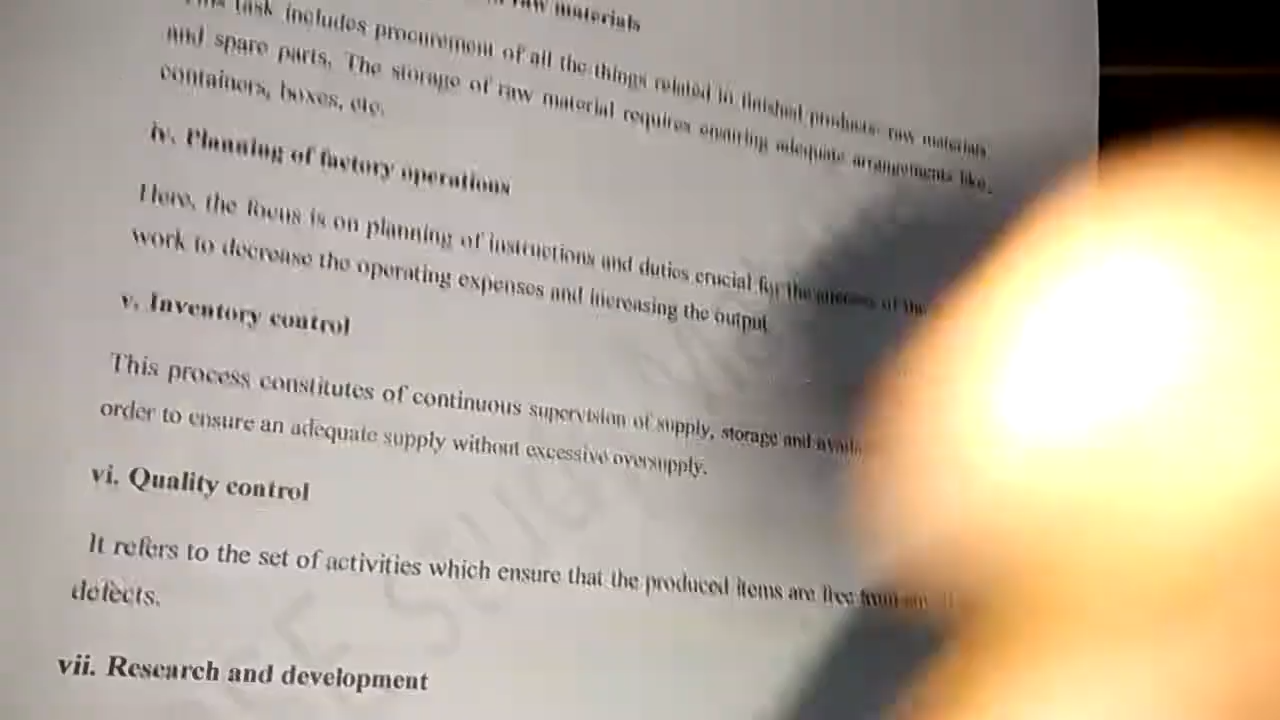 raw materials
task includes procurement of all the things related to finished products- raw materials
and spare parts. The storage of raw material requires ensuring adequate arrangements like,
containers, boxes, etc.
iv. Planning of factory operations
Here, the focus is on planning of instructions and duties crucial for the success of the
work to decrease the operating expenses and increasing the output
v. Inventory control
This process constitutes of continuous supervision of supply, storage and
order to ensure an adequate supply without excessive oversupply.
vi. Quality control
It refers to the set of activities which ensure that the produced items are free from
defects.
vii. Research and development